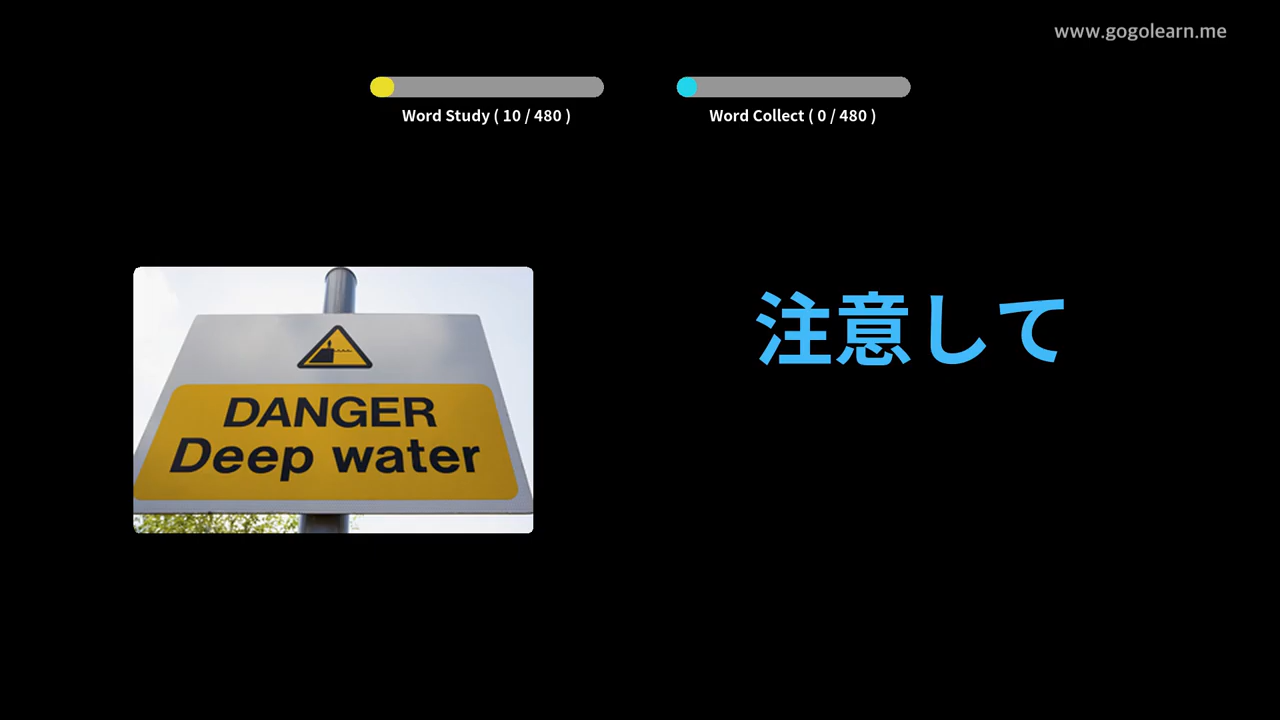 www.gogolearn.me
Word Study ( 10 / 480 )
Word Collect ( 0 / 480 )
DANGER
Deep water
注意して